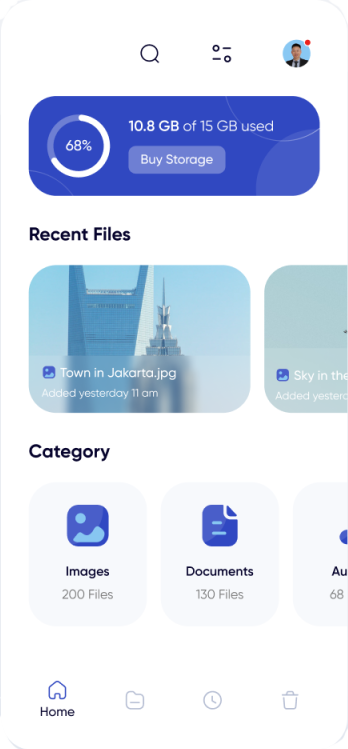 68%
10.8 GB of 15 GB used
Buy Storage
Recent Files
Town in Jakarta.jpg
Added yesterday 11 am
Sky in the
Added yesterd
Category
Images
200 Files
Documents
130 Files
Au
68
Home